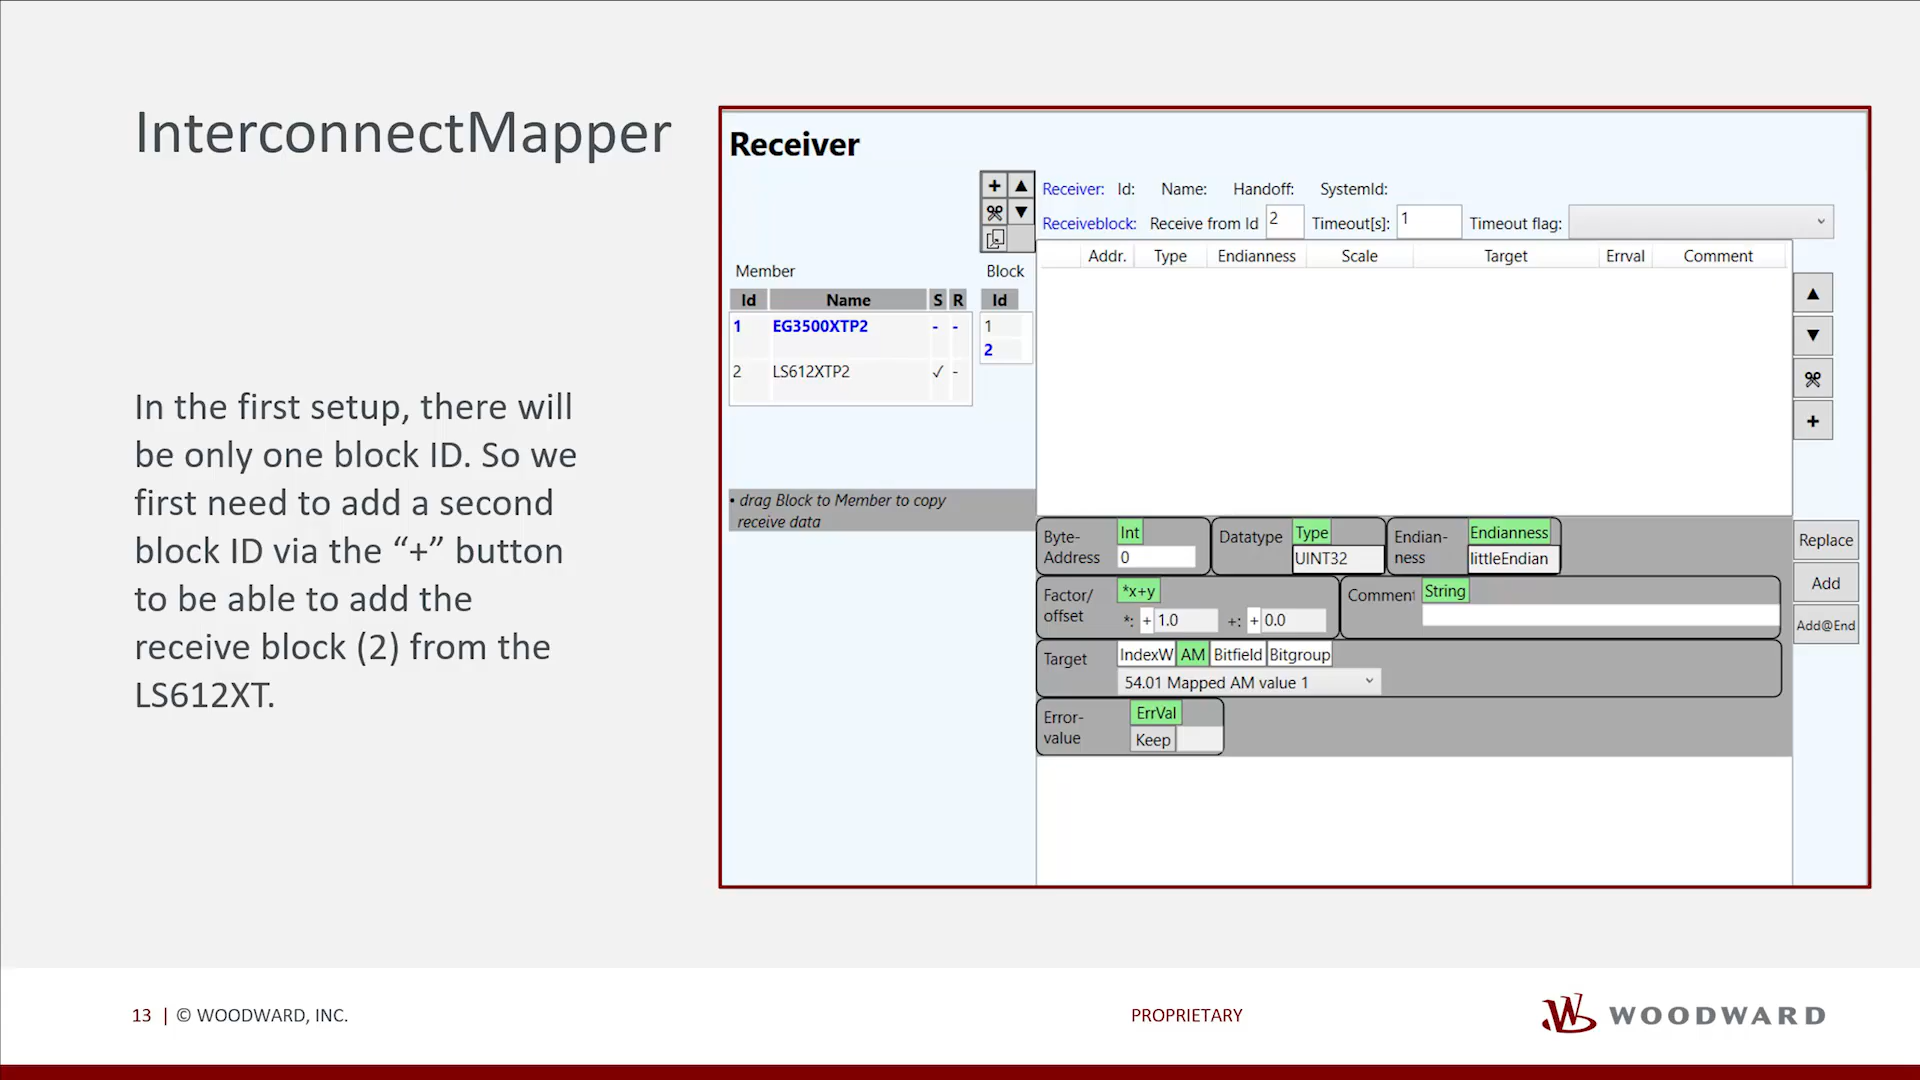 InterconnectMapper
In the first setup, there will
be only one block ID. So we
first need to add a second
block ID via the “+” button
to be able to add the
receive block (2) from the
LS612XT.
Receiver
+ ▲
▼
Receiver: Id: Name: Handoff: SystemId:
Receiveblock: Receive from Id 2 Timeout[s]: 1 Timeout flag:
Addr. Type Endianness Scale Target Errval Comment
Member Block
Id Name S R Id
1 EG3500XTP2 - - 1
2
2 LS612XTP2 ✓ -
• drag Block to Member to copy
receive data
▲
▼
+
Byte-
Address Int
0
Datatype Type
UINT32
Endian-
ness Endianness
littleEndian
Replace
Factor/
offset *x+y
*: + 1.0 +: + 0.0
Comment String
Add
Add@End
Target IndexW AM Bitfield Bitgroup
54.01 Mapped AM value 1
Error-
value ErrVal
Keep
13 | © WOODWARD, INC.
PROPRIETARY
WOODWARD